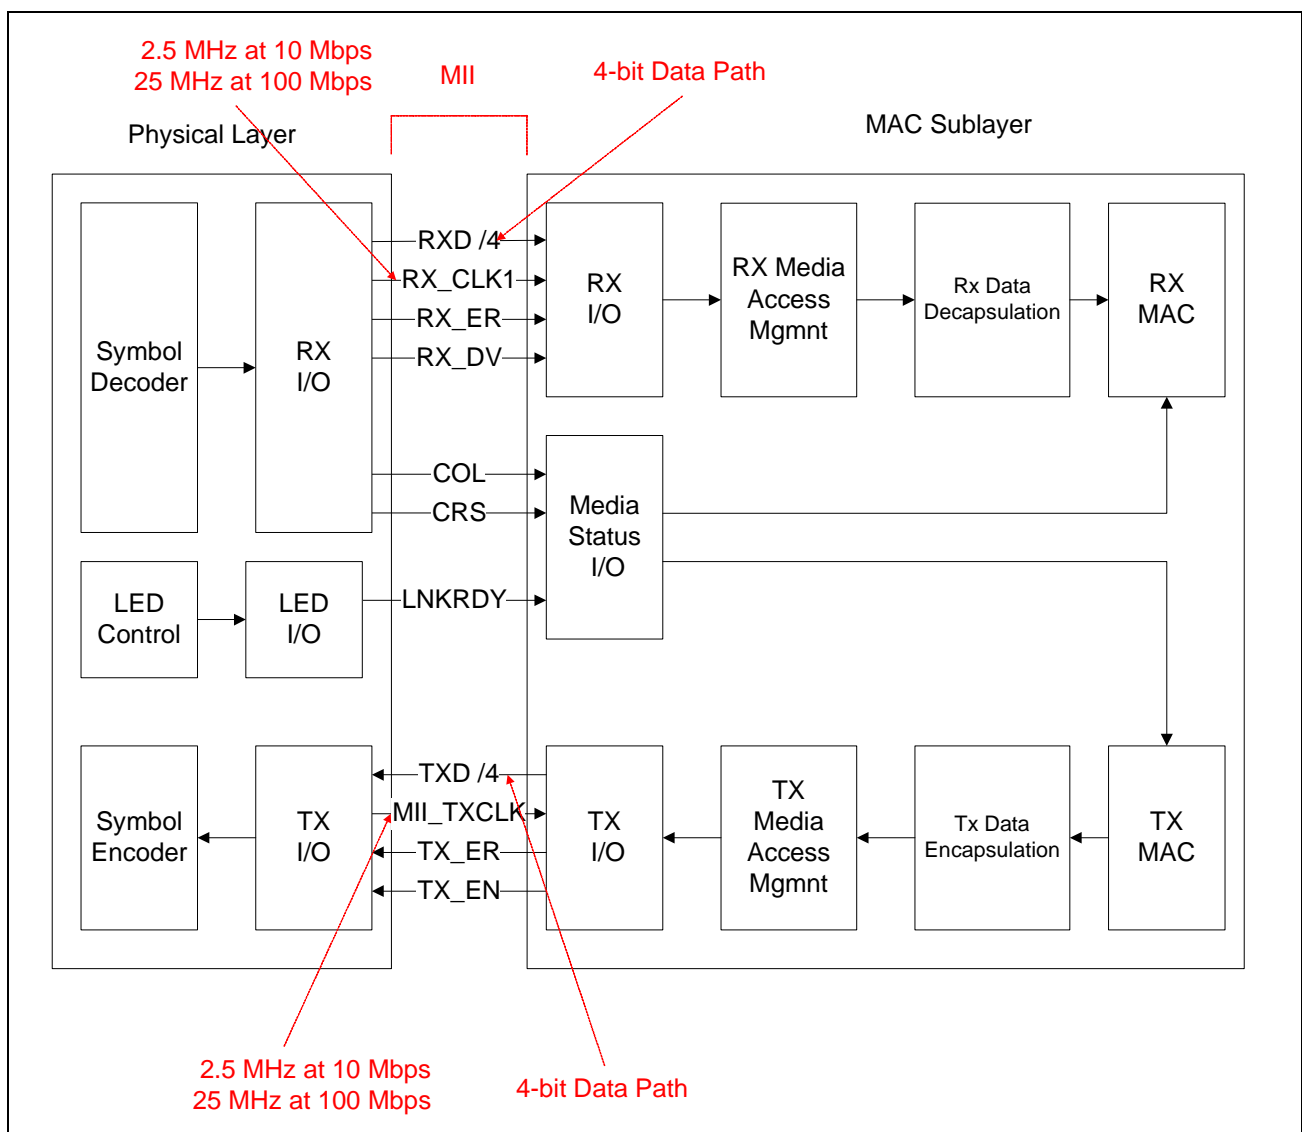 2.5 MHz at 10 Mbps
25 MHz at 100 Mbps
MII
4-bit Data Path
Physical Layer
MAC Sublayer
Symbol
Decoder
RX
I/O
RXD /4
RX_CLK1
RX_ER
RX_DV
RX
I/O
RX Media
Access
Mgmnt
Rx Data
Decapsulation
RX
MAC
COL
CRS
Media
Status
I/O
LED
Control
LED
I/O
LNKRDY
Symbol
Encoder
TX
I/O
TXD /4
MII_TXCLK
TX_ER
TX_EN
TX
I/O
TX
Media
Access
Mgmnt
Tx Data
Encapsulation
TX
MAC
2.5 MHz at 10 Mbps
25 MHz at 100 Mbps
4-bit Data Path